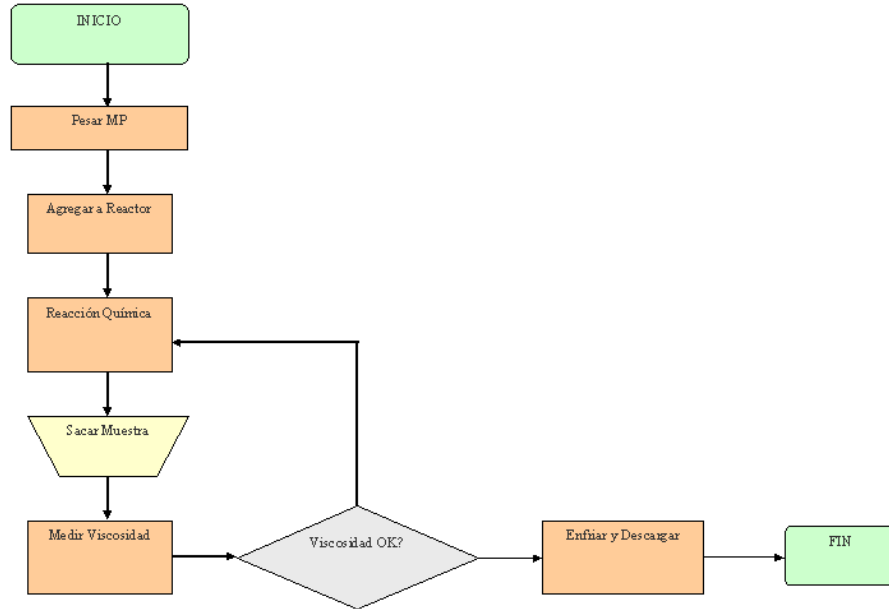 INICIO
Pesar MP
Agregar a Reactor
Reacción Química
Sacar Muestra
Medir Viscosidad
Viscosidad OK?
Enfriar y Descargar
FIN